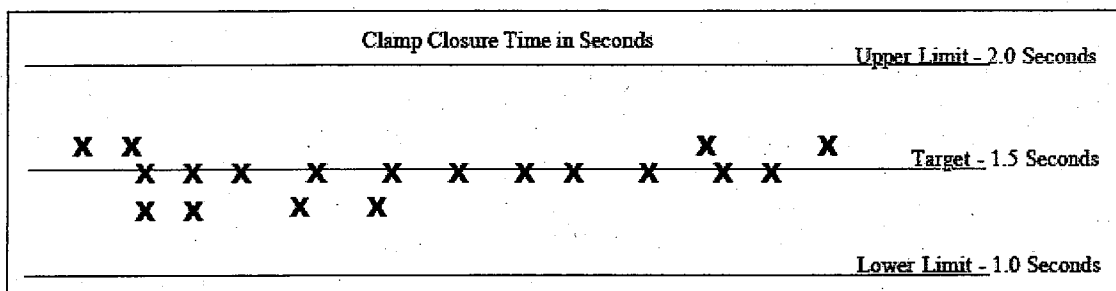 Clamp Closure Time in Seconds
Upper Limit - 2.0 Seconds
X X X X
Target - 1.5 Seconds
X X X X X X X X X X X
X X X X
Lower Limit - 1.0 Seconds